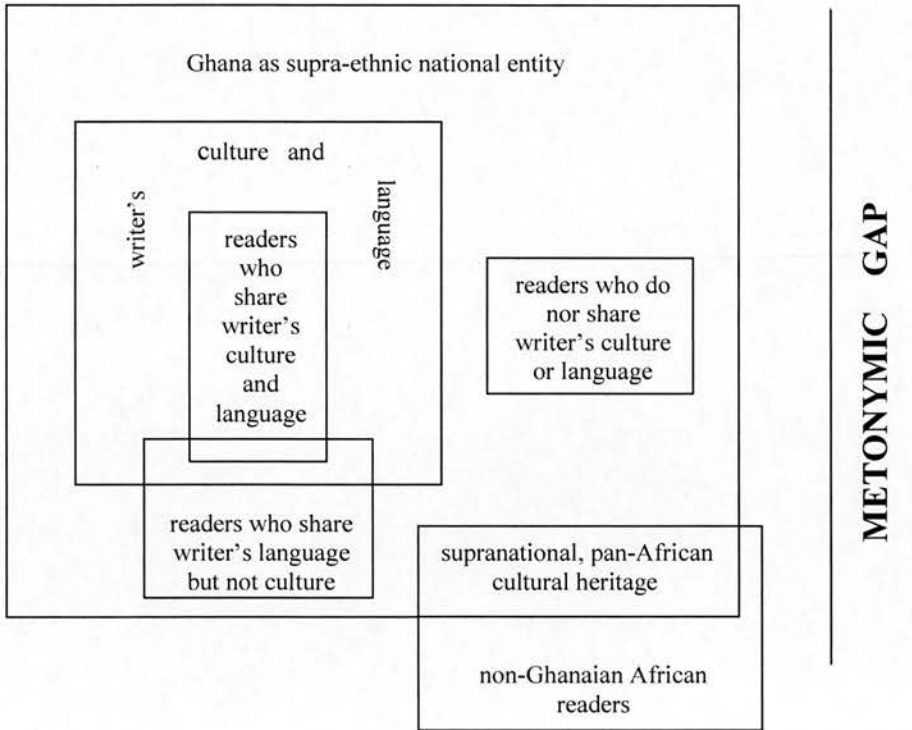 Ghana as supra-ethnic national entity
culture and
writer's
language
readers
who
share
writer's
culture
and
language
readers who do
nor share
writer's culture
or language
readers who share
writer's language
but not culture
supranational, pan-African
cultural heritage
non-Ghanaian African
readers
METONYMIC GAP